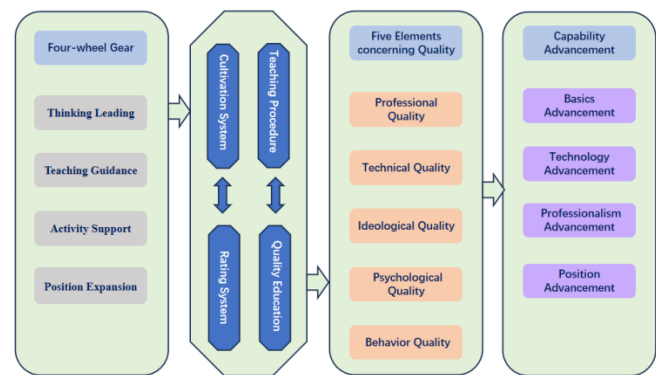 Four-wheel Gear
Thinking Leading
Teaching Guidance
Activity Support
Position Expansion
Cultivation System
Teaching Procedure
Rating System
Quality Education
Five Elements
concerning Quality
Professional
Quality
Technical Quality
Ideological Quality
Psychological
Quality
Behavior Quality
Capability
Advancement
Basics
Advancement
Technology
Advancement
Professionalism
Advancement
Position
Advancement